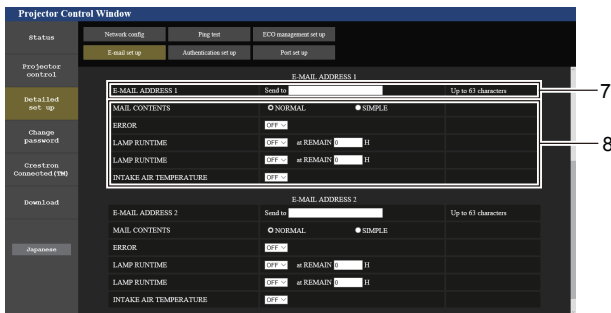 Projector Control Window
Status
Network config Ping test ECO management set up
E-mail set up Authentication set up Port set up
Projector control
Detailed set up
Change password
Crestron Connected(TM)
Download
Japanese
E-MAIL ADDRESS 1
E-MAIL ADDRESS 1 Send to Up to 63 characters 7
MAIL CONTENTS NORMAL SIMPLE
ERROR OFF
LAMP RUNTIME OFF at REMAIN 0 H 8
LAMP RUNTIME OFF at REMAIN 0 H
INTAKE AIR TEMPERATURE OFF
E-MAIL ADDRESS 2
E-MAIL ADDRESS 2 Send to Up to 63 characters
MAIL CONTENTS NORMAL SIMPLE
ERROR OFF
LAMP RUNTIME OFF at REMAIN 0 H
LAMP RUNTIME OFF at REMAIN 0 H
INTAKE AIR TEMPERATURE OFF